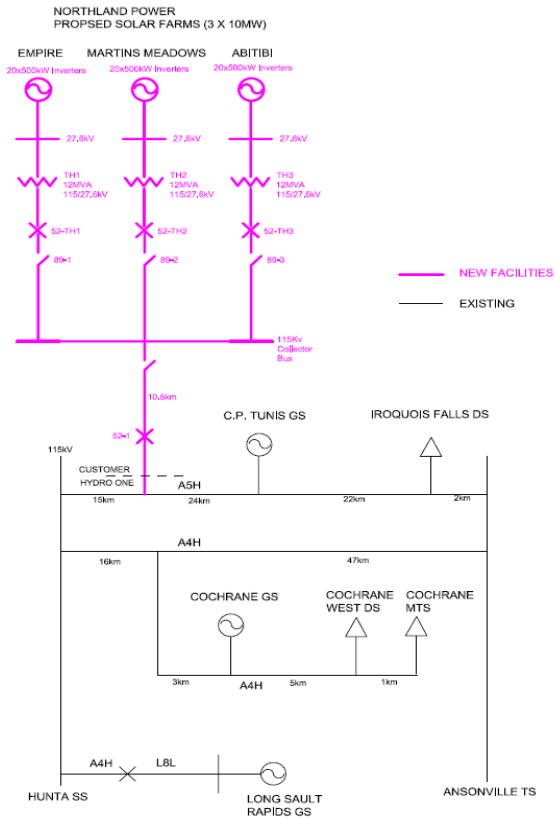 NORTHLAND POWER
PROPSED SOLAR FARMS (3 X 10MW)
EMPIRE MARTINS MEADOWS ABITIBI
20x500kW Inverters 20x500kW Inverters 20x500kW Inverters
27.6kV 27.6kV 27.6kV
TH1 TH2 TH3
12MVA 12MVA 12MVA
115/27.6kV 115/27.6kV 115/27.6kV
52-TH1 52-TH2 52-TH3
89-1 89-2 89-3
NEW FACILITIES
EXISTING
115Kv
Collector
Bus
10.5km
C.P. TUNIS GS IROQUOIS FALLS DS
52-1
115kV
CUSTOMER
HYDRO ONE A5H
15km 24km 22km 2km
A4H
16km 47km
COCHRANE GS COCHRANE COCHRANE
WEST DS MTS
3km A4H 5km 1km
A4H L8L
HUNTA SS LONG SAULT ANSONVILLE TS
RAPIDS GS